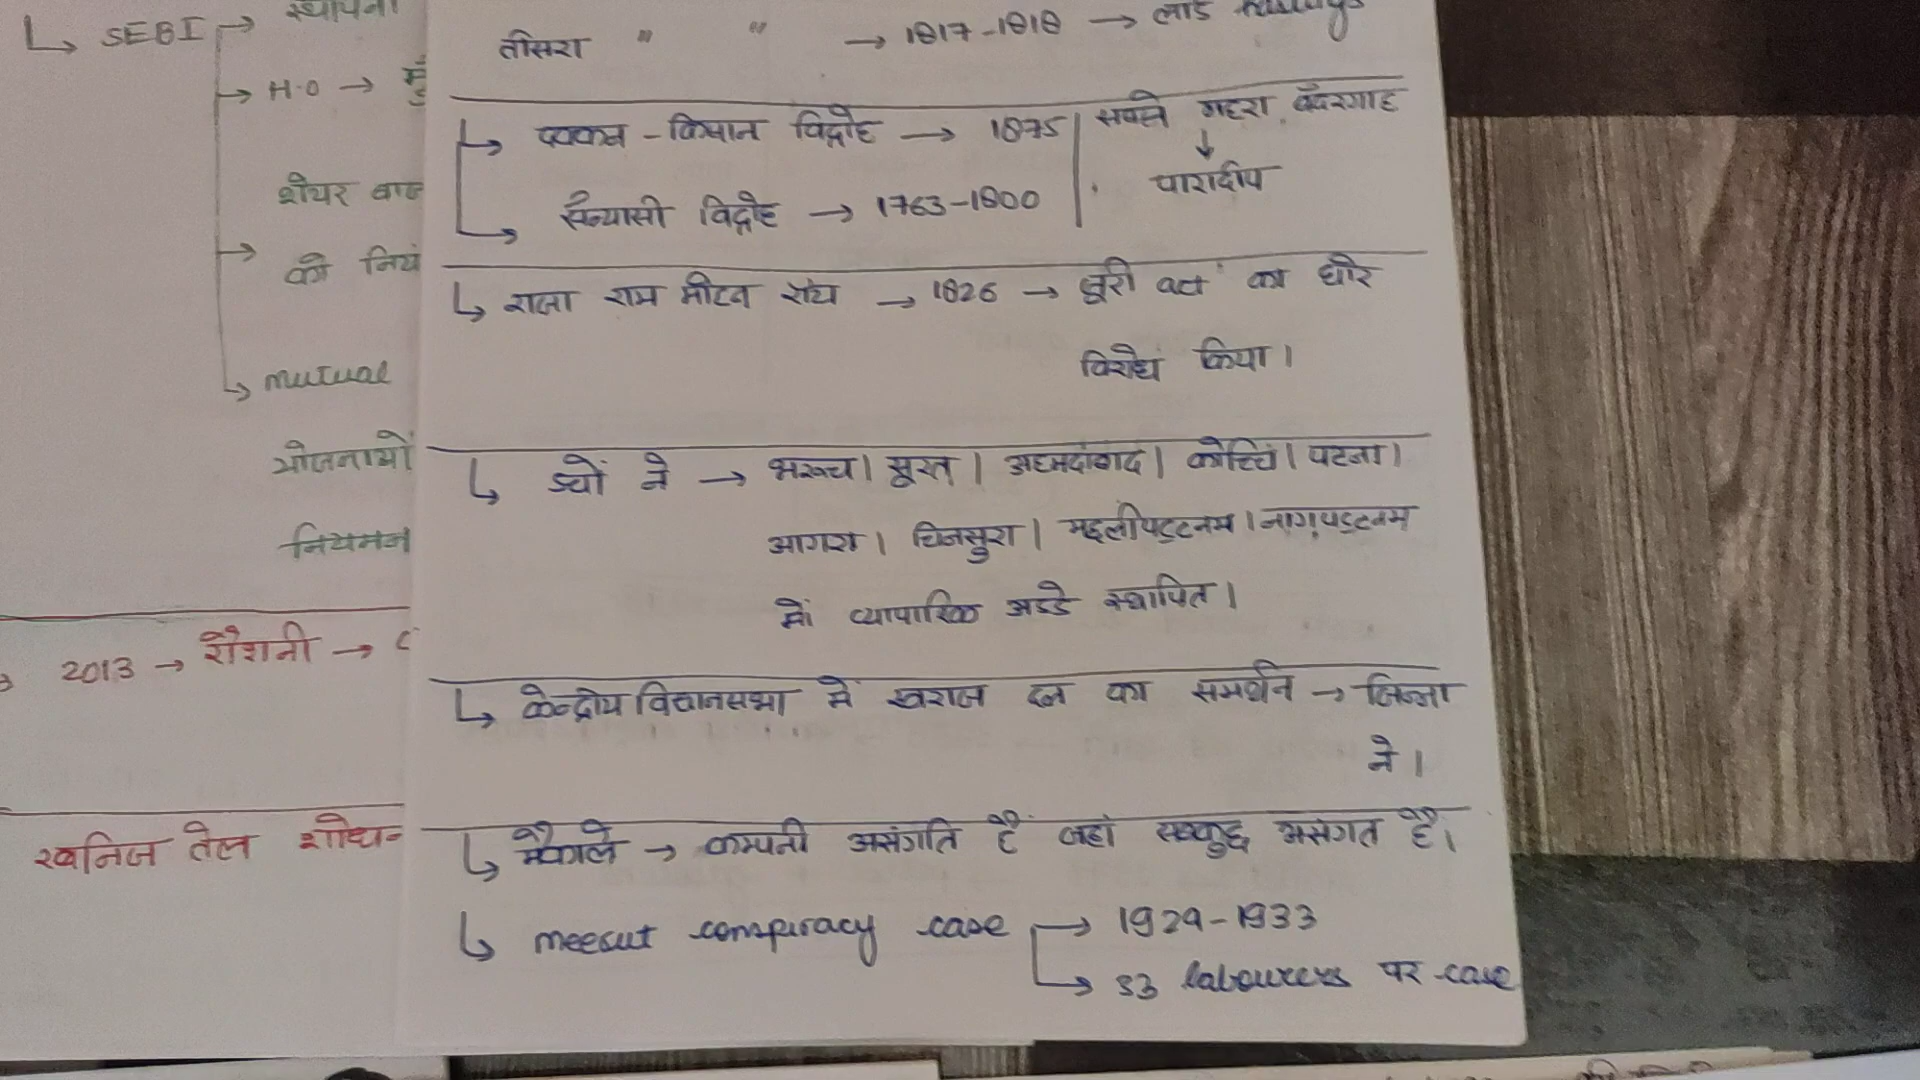 SEBI → स्थापना
H.O →
शेयर
को
mutual
योजनाओं
नियमन
2013 → रोशनी →
खनिज तेल शोध-
तीसरा " " → 1817-1818 → लार्ड Hastings
दक्कन - किसान विद्रोह → 1875
सन्यासी विद्रोह → 1763-1800
सबसे गहरा बंदरगाह
↓
पारादीप
राजा राम मोहन रॉय → 1826 → जूरी act का घोर
विरोध किया।
डचों ने → भरूच। सूरत। अहमदाबाद। कोच्चि। पटना।
आगरा। चिनसुरा। मछलीपट्टनम। नागपट्टनम
में व्यापारिक अड्डे स्थापित।
केन्द्रीय विधानसभा में स्वराज दल का समर्थन → जिन्ना
ने।
मैकाले → कम्पनी असंगति है जहां सबकुछ असंगत है।
meerut conspiracy case → 1929-1933
→ 33 labourers पर case